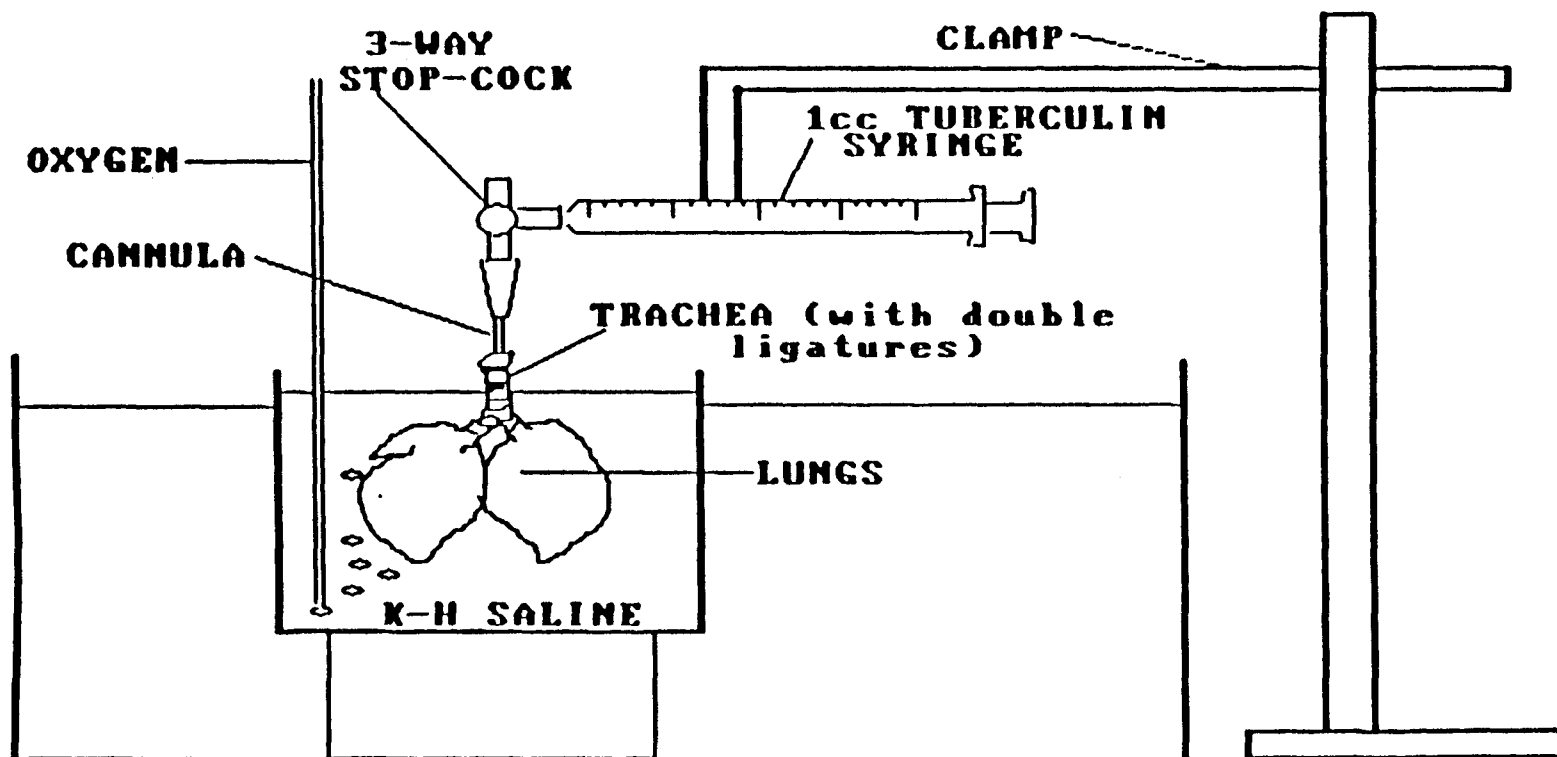 3-WAY
STOP-COCK
CLAMP
1cc TUBERCULIN
SYRINGE
OXYGEN
CANNULA
TRACHEA (with double
ligatures)
LUNGS
K-H SALINE